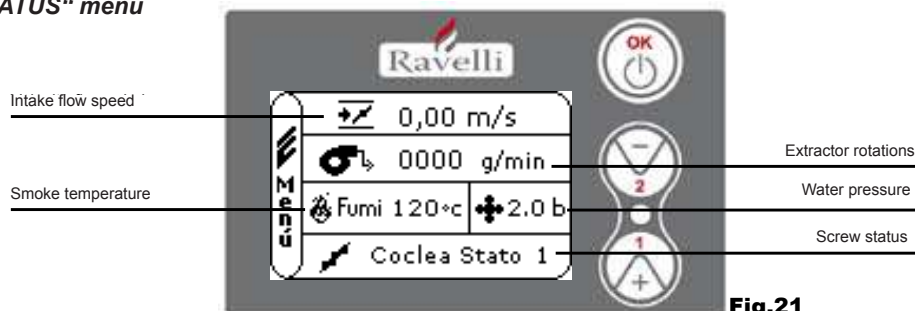 ATUS" menu
Ravelli
OK
Intake flow speed
0,00 m/s
0000 g/min
Extractor rotations
Smoke temperature
Menú
Fumi 120°c
2.0 b
Water pressure
Coclea Stato 1
Screw status
−
2
1
+
Fig.21